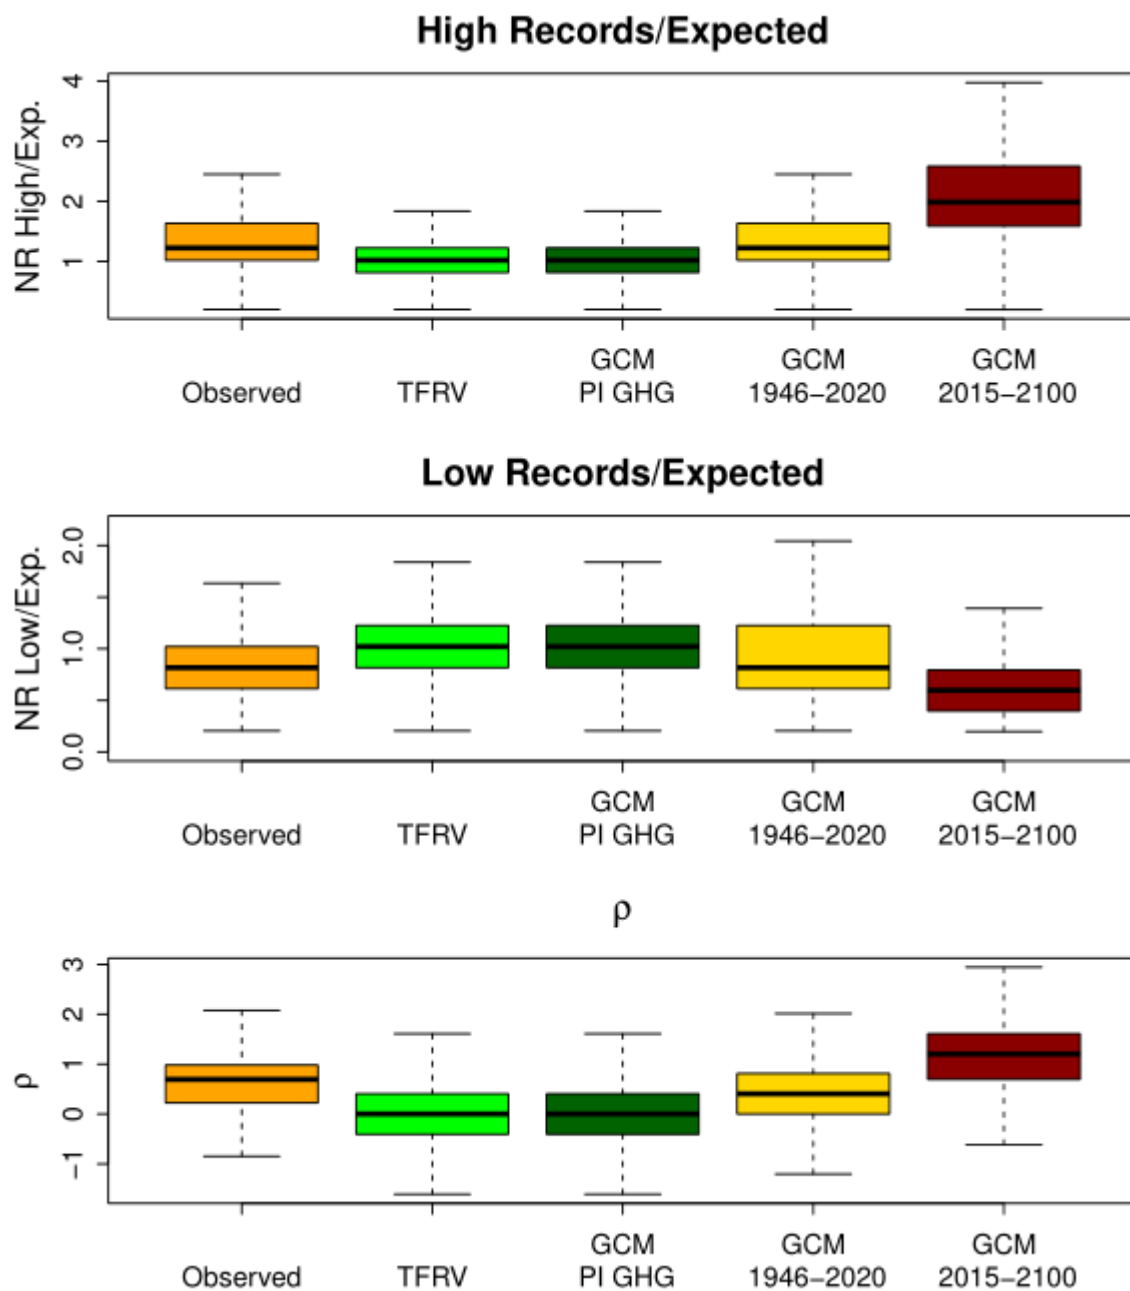 High Records/Expected
NR High/Exp.
4
3
2
1
GCM GCM GCM
Observed TFRV PI GHG 1946–2020 2015–2100
Low Records/Expected
NR Low/Exp.
2.0
1.0
0.0
GCM GCM GCM
Observed TFRV PI GHG 1946–2020 2015–2100
ρ
ρ
3
2
1
0
−1
GCM GCM GCM
Observed TFRV PI GHG 1946–2020 2015–2100